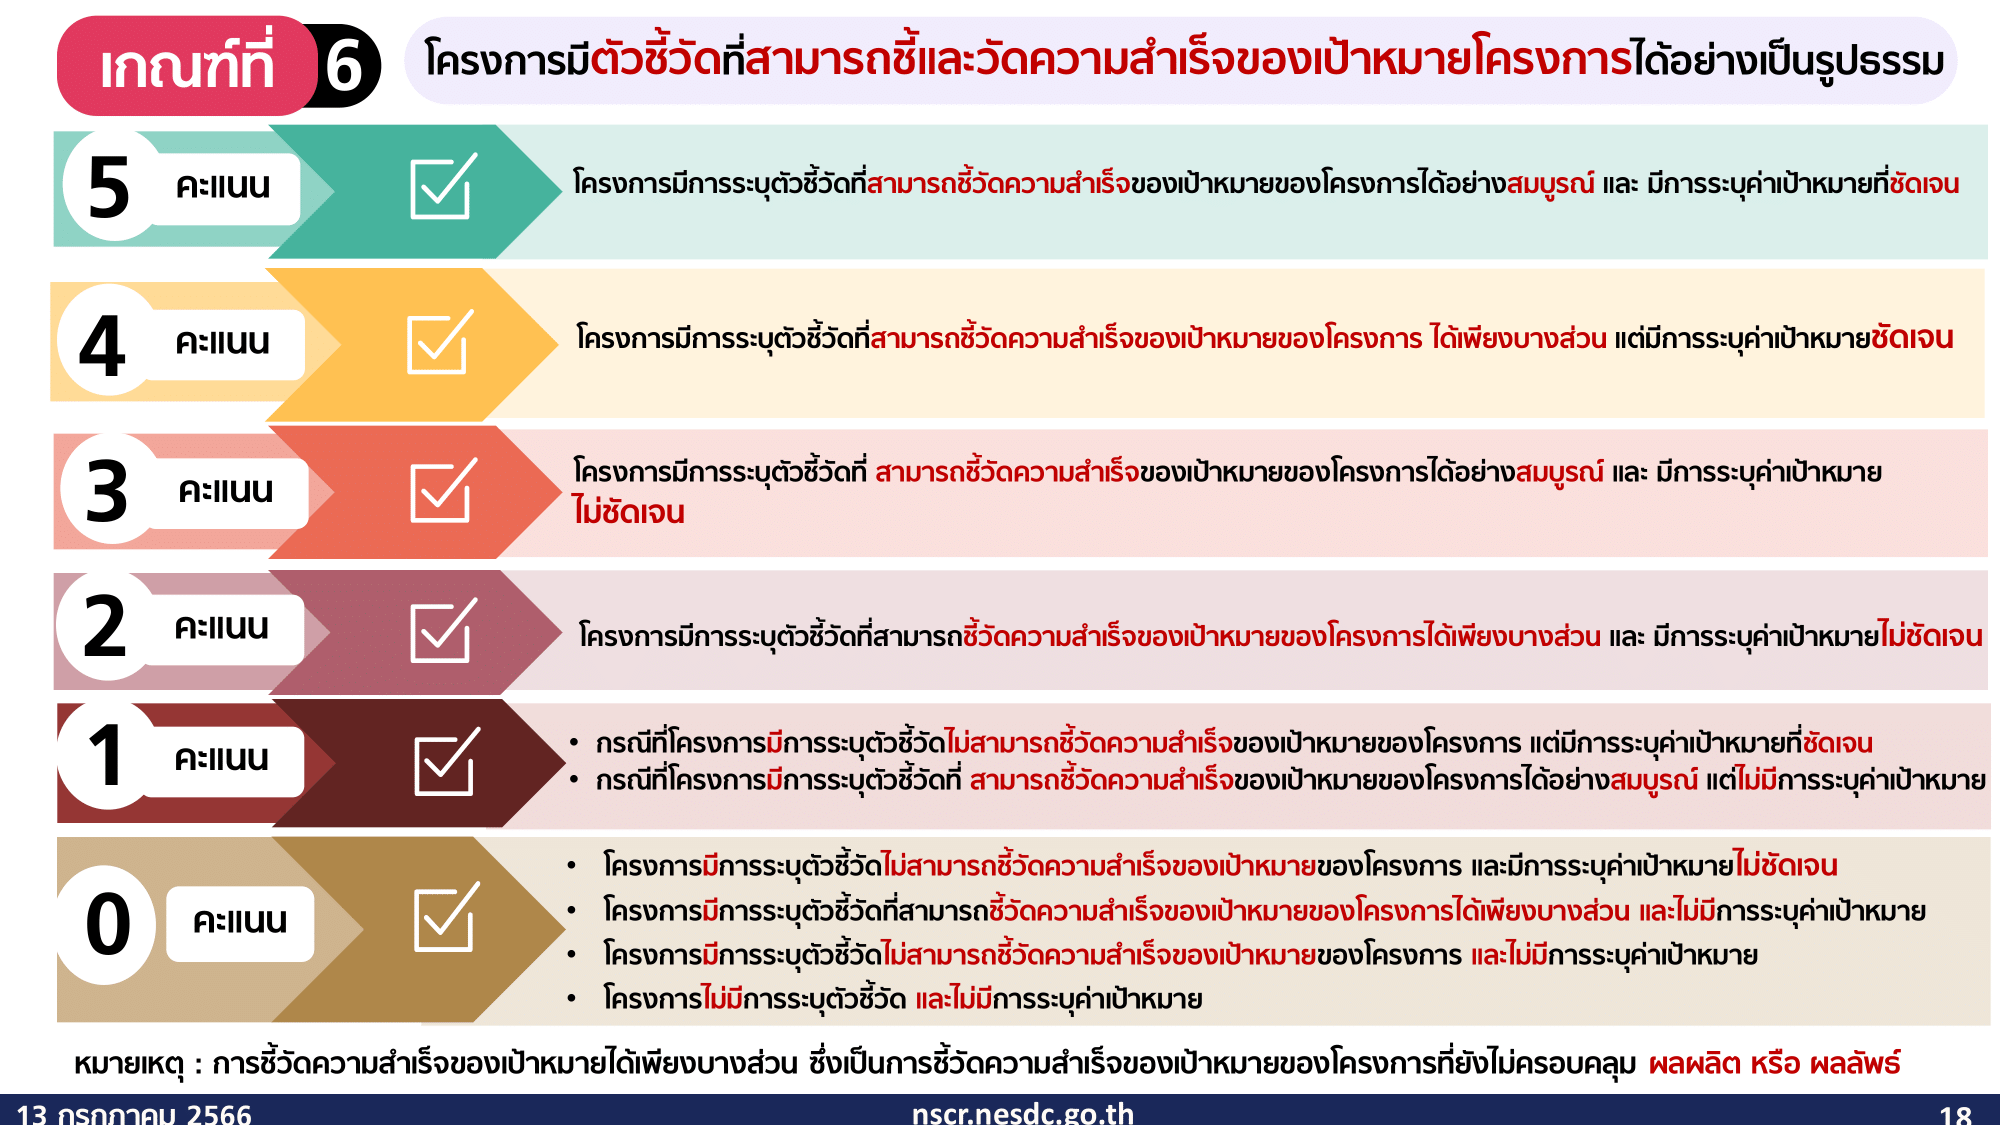 เกณฑ์ที่ 6 โครงการมีตัวชี้วัดที่สามารถชี้และวัดความสำเร็จของเป้าหมายโครงการได้อย่างเป็นรูปธรรม
5 คะแนน
โครงการมีการระบุตัวชี้วัดที่สามารถชี้วัดความสำเร็จของเป้าหมายของโครงการได้อย่างสมบูรณ์ และ มีการระบุค่าเป้าหมายที่ชัดเจน
4 คะแนน
โครงการมีการระบุตัวชี้วัดที่สามารถชี้วัดความสำเร็จของเป้าหมายของโครงการ ได้เพียงบางส่วน แต่มีการระบุค่าเป้าหมายชัดเจน
3 คะแนน
โครงการมีการระบุตัวชี้วัดที่ สามารถชี้วัดความสำเร็จของเป้าหมายของโครงการได้อย่างสมบูรณ์ และ มีการระบุค่าเป้าหมาย
ไม่ชัดเจน
2 คะแนน
โครงการมีการระบุตัวชี้วัดที่สามารถชี้วัดความสำเร็จของเป้าหมายของโครงการได้เพียงบางส่วน และ มีการระบุค่าเป้าหมายไม่ชัดเจน
1 คะแนน
• กรณีที่โครงการมีการระบุตัวชี้วัดไม่สามารถชี้วัดความสำเร็จของเป้าหมายของโครงการ แต่มีการระบุค่าเป้าหมายที่ชัดเจน
• กรณีที่โครงการมีการระบุตัวชี้วัดที่ สามารถชี้วัดความสำเร็จของเป้าหมายของโครงการได้อย่างสมบูรณ์ แต่ไม่มีการระบุค่าเป้าหมาย
0 คะแนน
• โครงการมีการระบุตัวชี้วัดไม่สามารถชี้วัดความสำเร็จของเป้าหมายของโครงการ และมีการระบุค่าเป้าหมายไม่ชัดเจน
• โครงการมีการระบุตัวชี้วัดที่สามารถชี้วัดความสำเร็จของเป้าหมายของโครงการได้เพียงบางส่วน และไม่มีการระบุค่าเป้าหมาย
• โครงการมีการระบุตัวชี้วัดไม่สามารถชี้วัดความสำเร็จของเป้าหมายของโครงการ และไม่มีการระบุค่าเป้าหมาย
• โครงการไม่มีการระบุตัวชี้วัด และไม่มีการระบุค่าเป้าหมาย
หมายเหตุ : การชี้วัดความสำเร็จของเป้าหมายได้เพียงบางส่วน ซึ่งเป็นการชี้วัดความสำเร็จของเป้าหมายของโครงการที่ยังไม่ครอบคลุม ผลผลิต หรือ ผลลัพธ์
13 กรกฎาคม 2566 nscr.nesdc.go.th 18